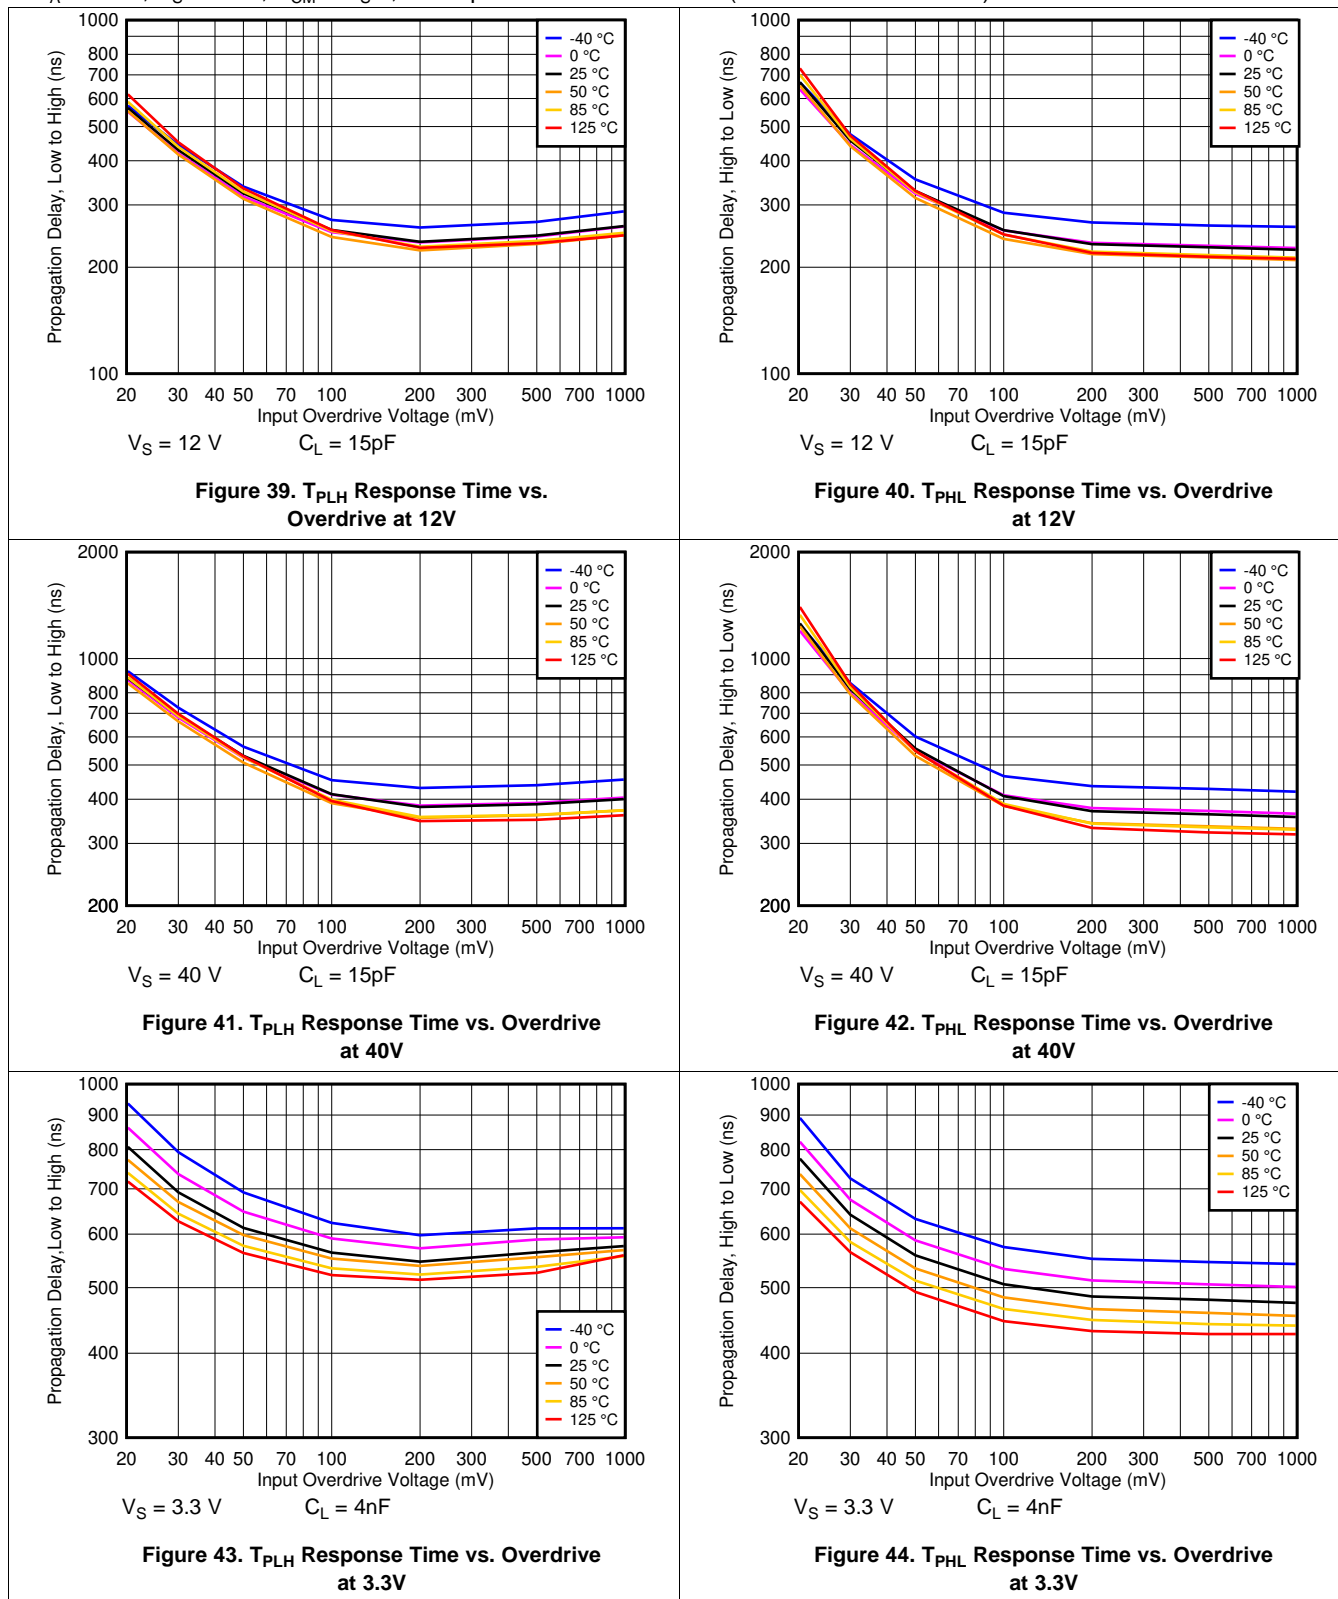 1000
800
700
600
500
400
300
200
100
Propagation Delay, Low to High (ns)
-40 °C
0 °C
25 °C
50 °C
85 °C
125 °C
20 30 40 50 70 100 200 300 500 700 1000
Input Overdrive Voltage (mV)
VS = 12 V CL = 15pF
Figure 39. TPLH Response Time vs.
Overdrive at 12V
1000
800
700
600
500
400
300
200
100
Propagation Delay, High to Low (ns)
-40 °C
0 °C
25 °C
50 °C
85 °C
125 °C
20 30 40 50 70 100 200 300 500 700 1000
Input Overdrive Voltage (mV)
VS = 12 V CL = 15pF
Figure 40. TPHL Response Time vs. Overdrive
at 12V
2000
1000
800
700
600
500
400
300
200
Propagation Delay, Low to High (ns)
-40 °C
0 °C
25 °C
50 °C
85 °C
125 °C
20 30 40 50 70 100 200 300 500 700 1000
Input Overdrive Voltage (mV)
VS = 40 V CL = 15pF
Figure 41. TPLH Response Time vs. Overdrive
at 40V
2000
1000
800
700
600
500
400
300
200
Propagation Delay, High to Low (ns)
-40 °C
0 °C
25 °C
50 °C
85 °C
125 °C
20 30 40 50 70 100 200 300 500 700 1000
Input Overdrive Voltage (mV)
VS = 40 V CL = 15pF
Figure 42. TPHL Response Time vs. Overdrive
at 40V
1000
900
800
700
600
500
400
300
Propagation Delay,Low to High (ns)
-40 °C
0 °C
25 °C
50 °C
85 °C
125 °C
20 30 40 50 70 100 200 300 500 700 1000
Input Overdrive Voltage (mV)
VS = 3.3 V CL = 4nF
Figure 43. TPLH Response Time vs. Overdrive
at 3.3V
1000
900
800
700
600
500
400
300
Propagation Delay, High to Low (ns)
-40 °C
0 °C
25 °C
50 °C
85 °C
125 °C
20 30 40 50 70 100 200 300 500 700 1000
Input Overdrive Voltage (mV)
VS = 3.3 V CL = 4nF
Figure 44. TPHL Response Time vs. Overdrive
at 3.3V